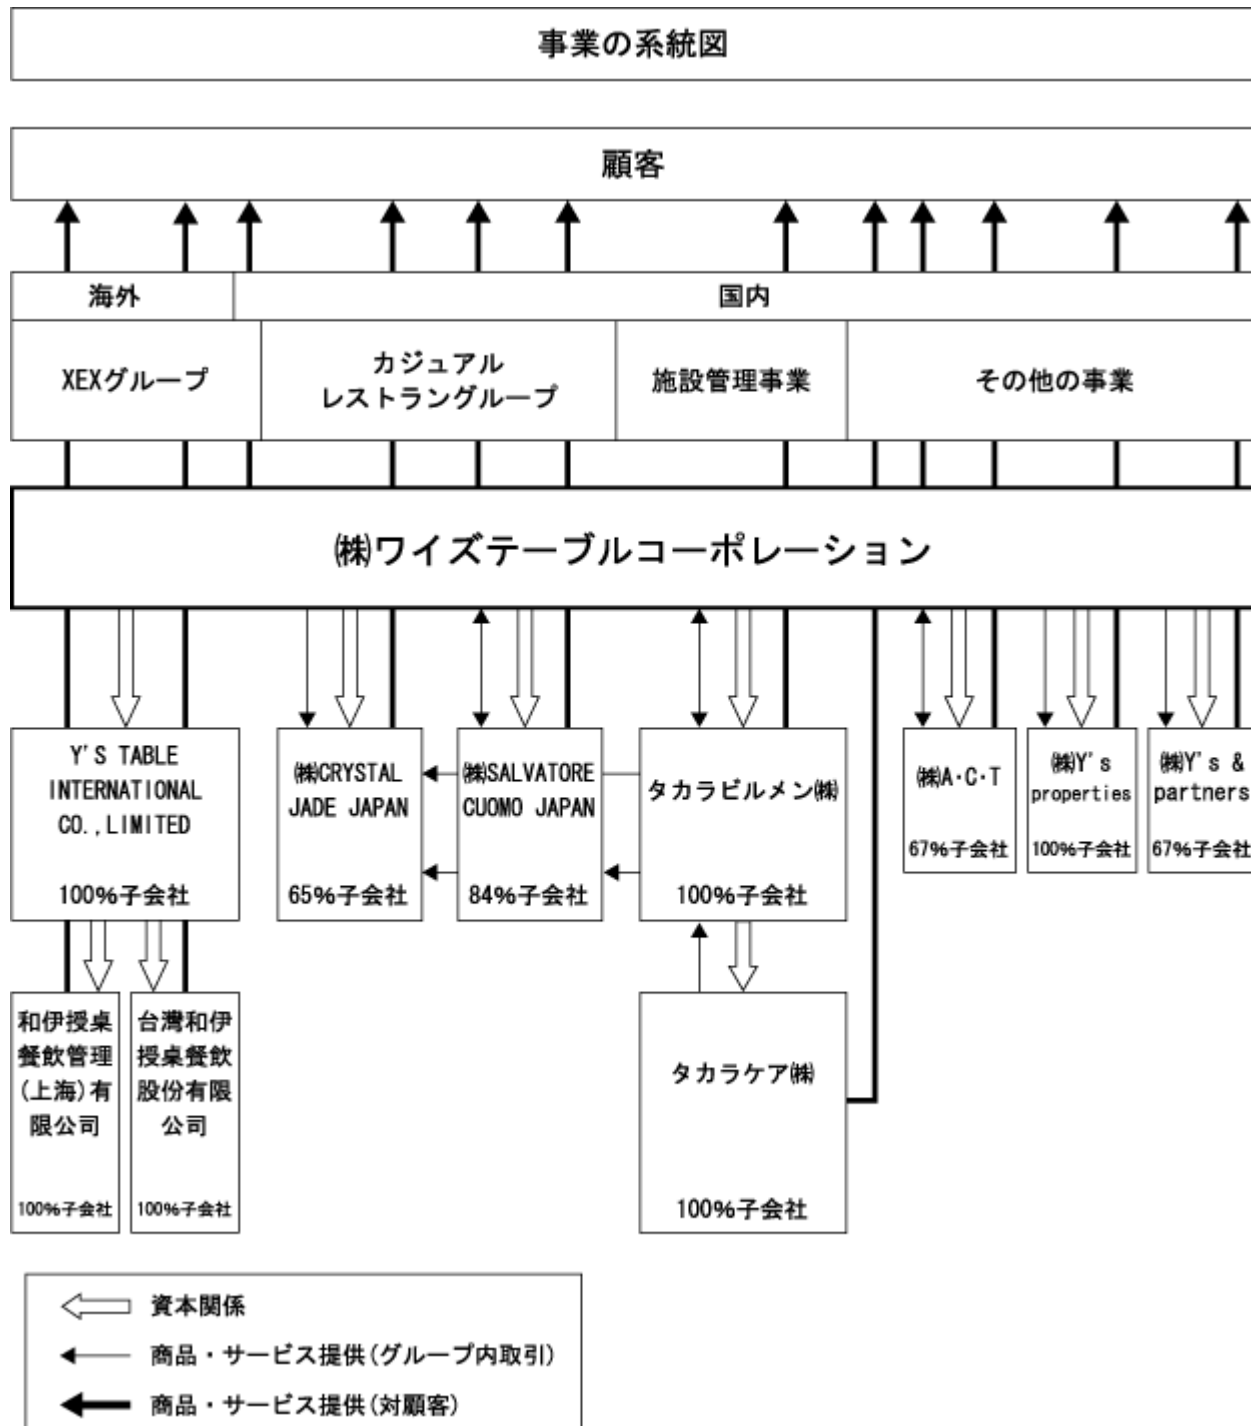 事業の系統図
顧客
海外
国内
XEXグループ
カジュアル
レストラングループ
施設管理事業
その他の事業
㈱ワイズテーブルコーポレーション
Y'S TABLE
INTERNATIONAL
CO.,LIMITED
100%子会社
㈱CRYSTAL
JADE JAPAN
65%子会社
㈱SALVATORE
CUOMO JAPAN
84%子会社
タカラビルメン㈱
100%子会社
㈱A・C・T
67%子会社
㈱Y's
properties
100%子会社
㈱Y's &
partners
67%子会社
和伊授桌
餐飲管理
(上海)有
限公司
100%子会社
台灣和伊
授桌餐飲
股份有限
公司
100%子会社
タカラケア㈱
100%子会社
資本関係
商品・サービス提供(グループ内取引)
商品・サービス提供(対顧客)